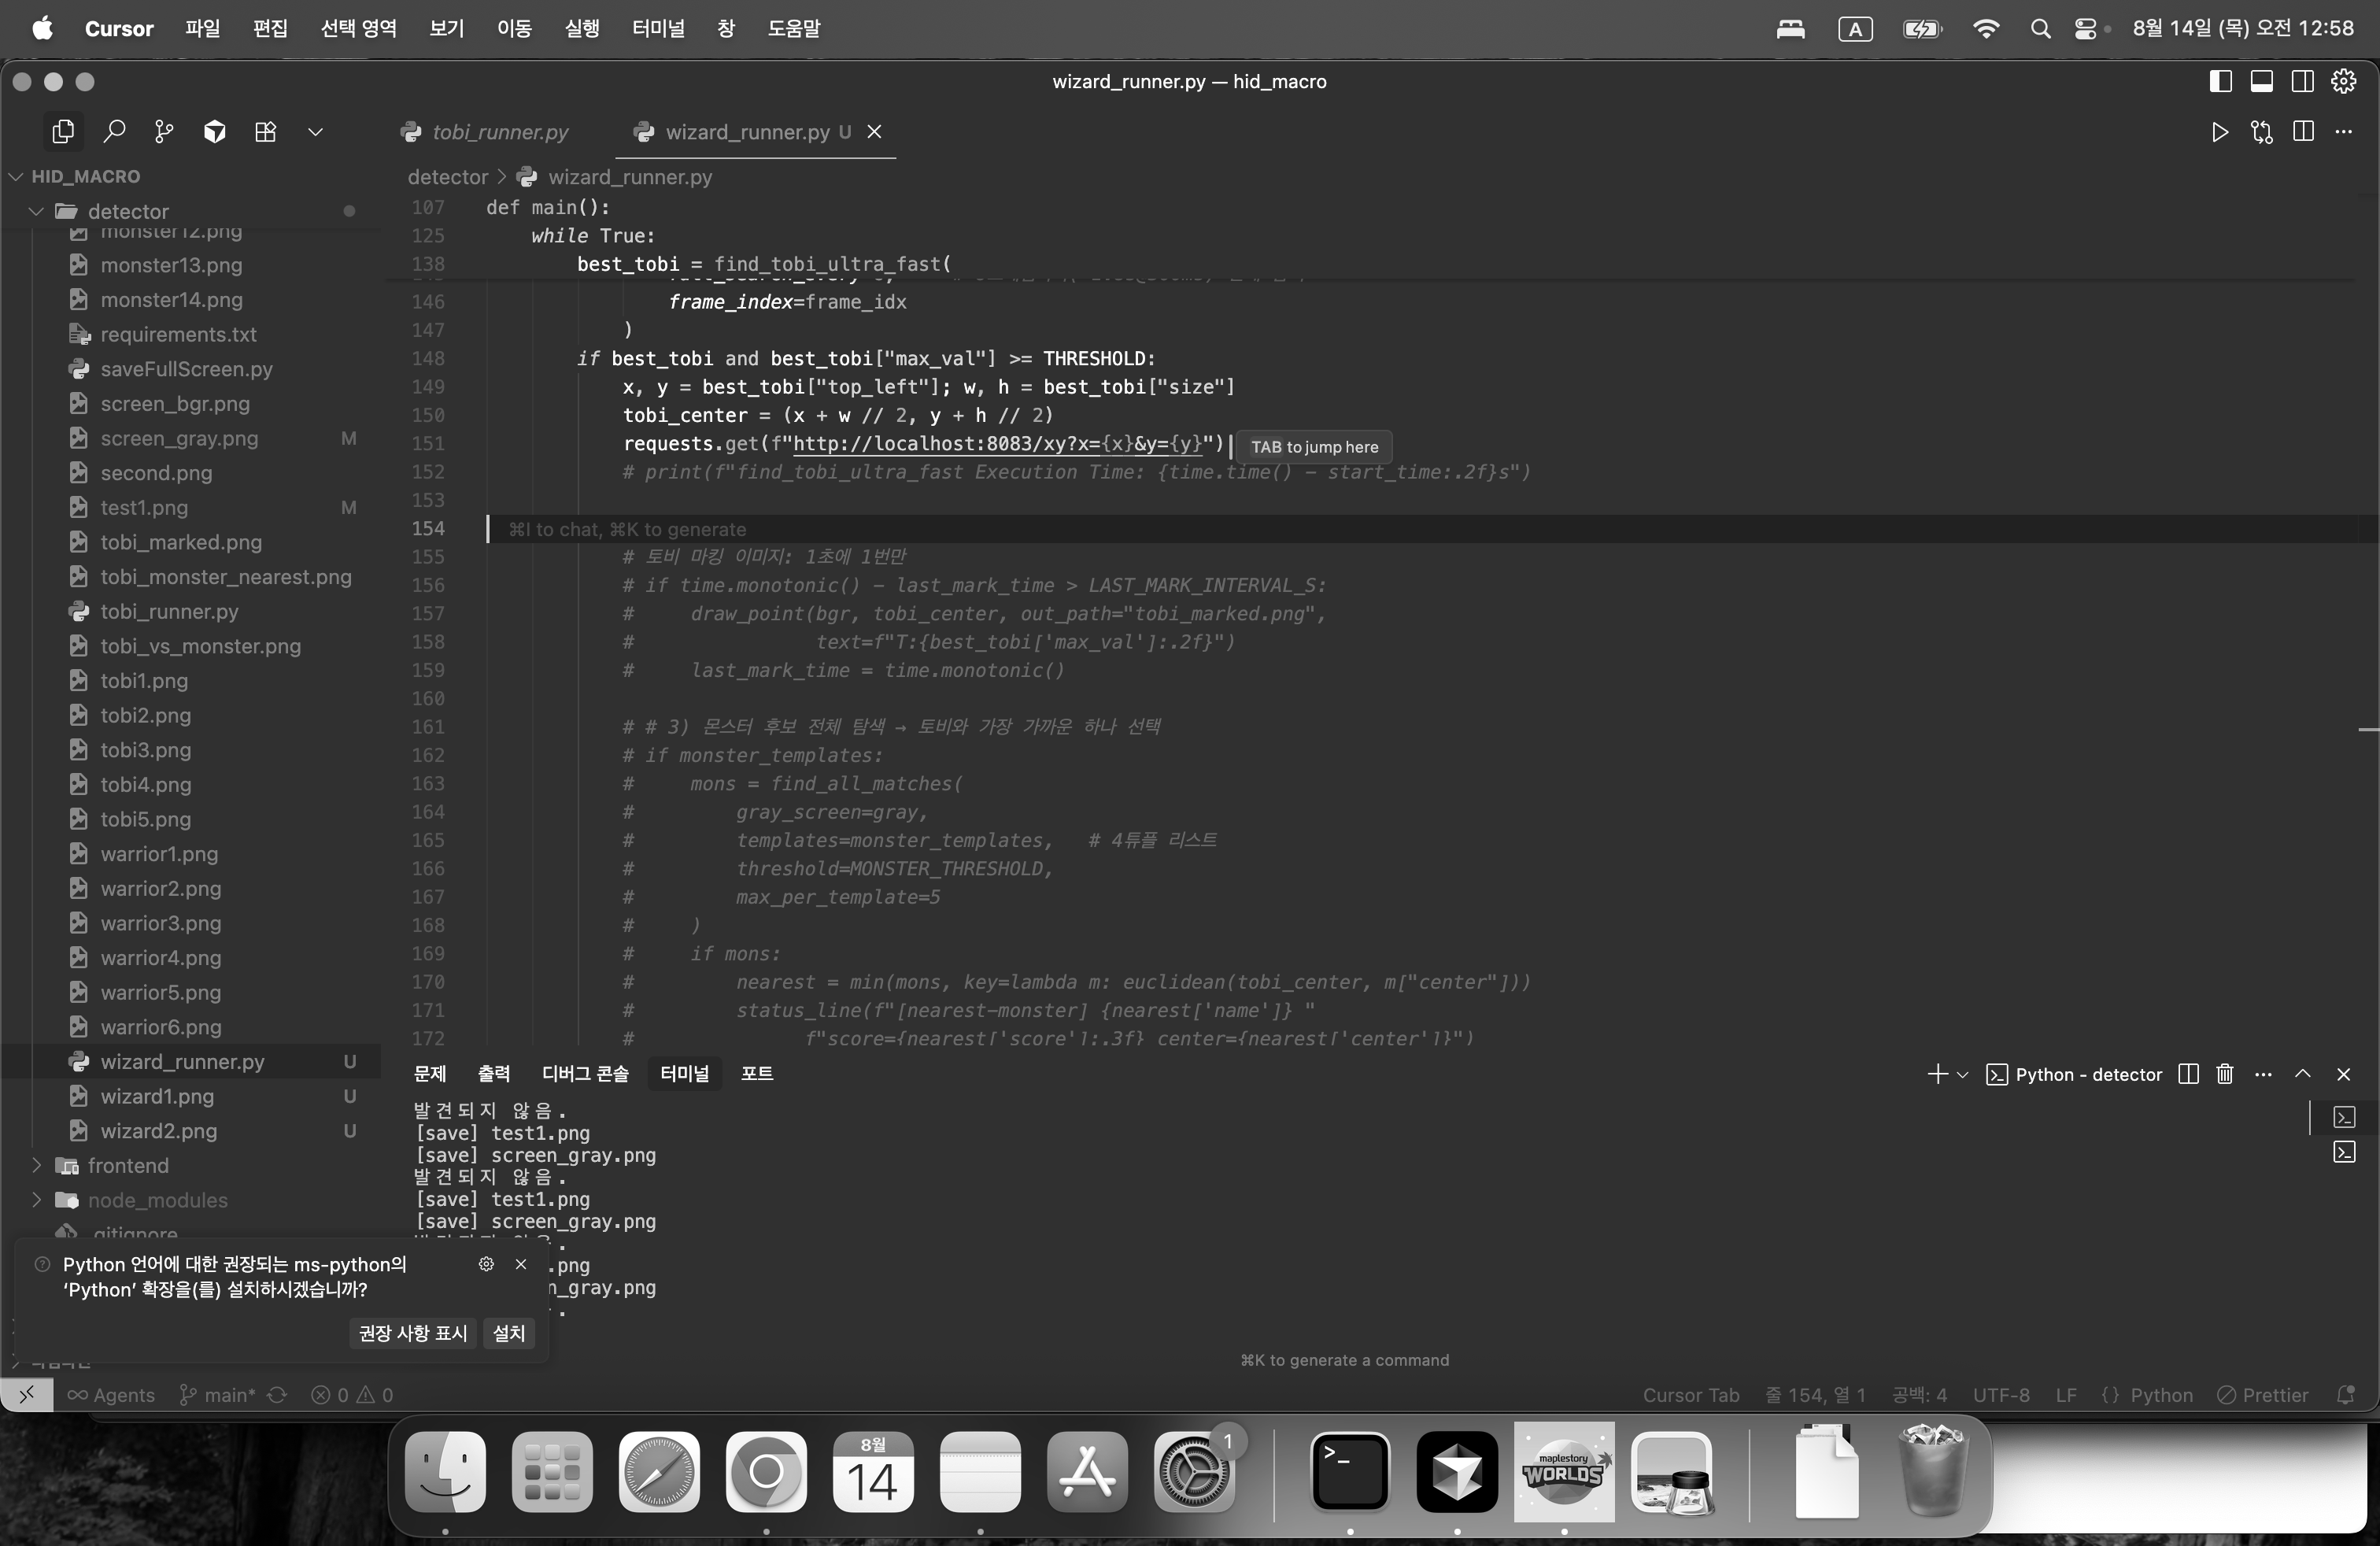 Cursor 파일 편집 선택 영역 보기 이동 실행 터미널 창 도움말 A 8월 14일 (목) 오전 12:58
wizard_runner.py — hid_macro
tobi_runner.py wizard_runner.py U
HID_MACRO
detector
monster12.png
monster13.png
monster14.png
requirements.txt
saveFullScreen.py
screen_bgr.png
screen_gray.png M
second.png
test1.png M
tobi_marked.png
tobi_monster_nearest.png
tobi_runner.py
tobi_vs_monster.png
tobi1.png
tobi2.png
tobi3.png
tobi4.png
tobi5.png
warrior1.png
warrior2.png
warrior3.png
warrior4.png
warrior5.png
warrior6.png
wizard_runner.py U
wizard1.png U
wizard2.png U
frontend
node_modules
.gitignore
detector > wizard_runner.py
107 def main():
125 while True:
138 best_tobi = find_tobi_ultra_fast(
146 frame_index=frame_idx
147 )
148 if best_tobi and best_tobi["max_val"] >= THRESHOLD:
149 x, y = best_tobi["top_left"]; w, h = best_tobi["size"]
150 tobi_center = (x + w // 2, y + h // 2)
151 requests.get(f"http://localhost:8083/xy?x={x}&y={y}") TAB to jump here
152 # print(f"find_tobi_ultra_fast Execution Time: {time.time() - start_time:.2f}s")
153
154 ⌘I to chat, ⌘K to generate
155 # 토비 마킹 이미지: 1초에 1번만
156 # if time.monotonic() - last_mark_time > LAST_MARK_INTERVAL_S:
157 # draw_point(bgr, tobi_center, out_path="tobi_marked.png",
158 # text=f"T:{best_tobi['max_val']:.2f}")
159 # last_mark_time = time.monotonic()
160
161 # # 3) 몬스터 후보 전체 탐색 → 토비와 가장 가까운 하나 선택
162 # if monster_templates:
163 # mons = find_all_matches(
164 # gray_screen=gray,
165 # templates=monster_templates, # 4튜플 리스트
166 # threshold=MONSTER_THRESHOLD,
167 # max_per_template=5
168 # )
169 # if mons:
170 # nearest = min(mons, key=lambda m: euclidean(tobi_center, m["center"]))
171 # status_line(f"[nearest-monster] {nearest['name']} "
172 # f"score={nearest['score']:.3f} center={nearest['center']}")
문제 출력 디버그 콘솔 터미널 포트 Python - detector
발견되지 않음.
[save] test1.png
[save] screen_gray.png
발견되지 않음.
[save] test1.png
[save] screen_gray.png
.png
n_gray.png
Python 언어에 대한 권장되는 ms-python의
‘Python’ 확장을(를) 설치하시겠습니까?
권장 사항 표시 설치
⌘K to generate a command
Agents main* 0 0 Cursor Tab 줄 154, 열 1 공백: 4 UTF-8 LF {} Python Prettier
8월
14
1
>_
maplestory
WORLDS